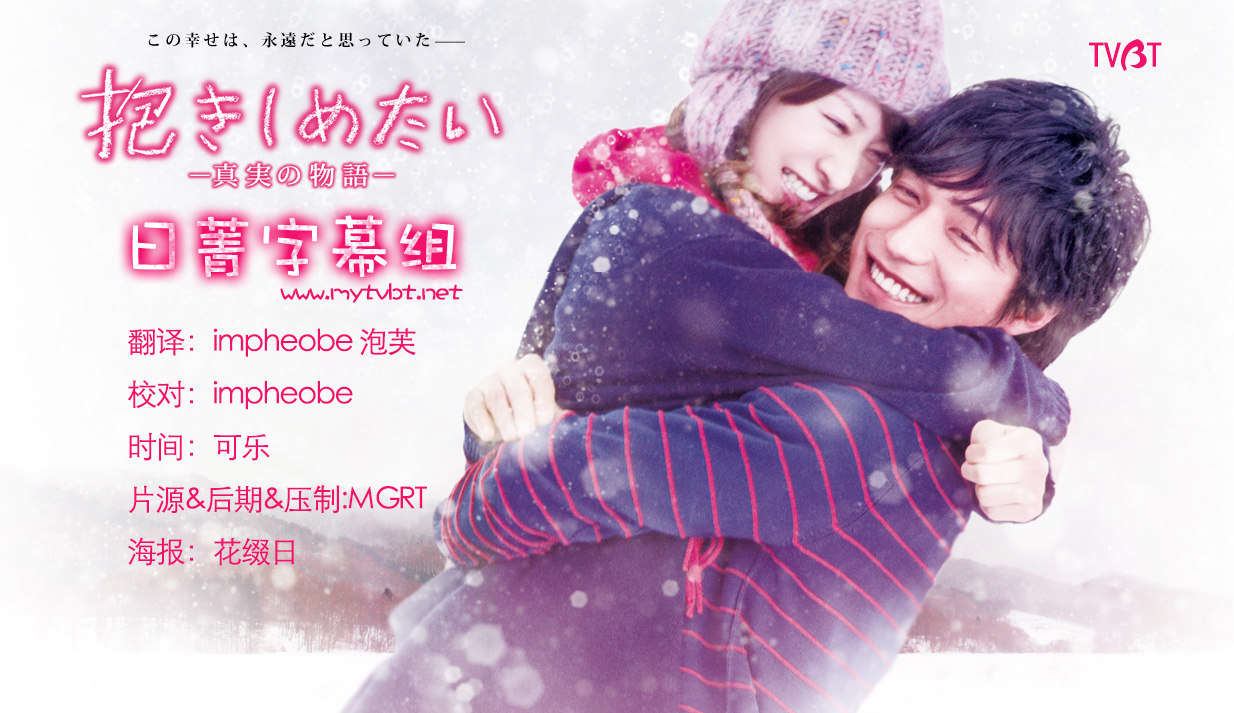 この幸せは、永遠だと思っていた——
抱きしめたい
—真実の物語—
日菁字幕组
www.mytvbt.net
翻译：impheobe 泡芙
校对：impheobe
时间：可乐
片源&后期&压制:MGRT
海报：花缀日
TVBT